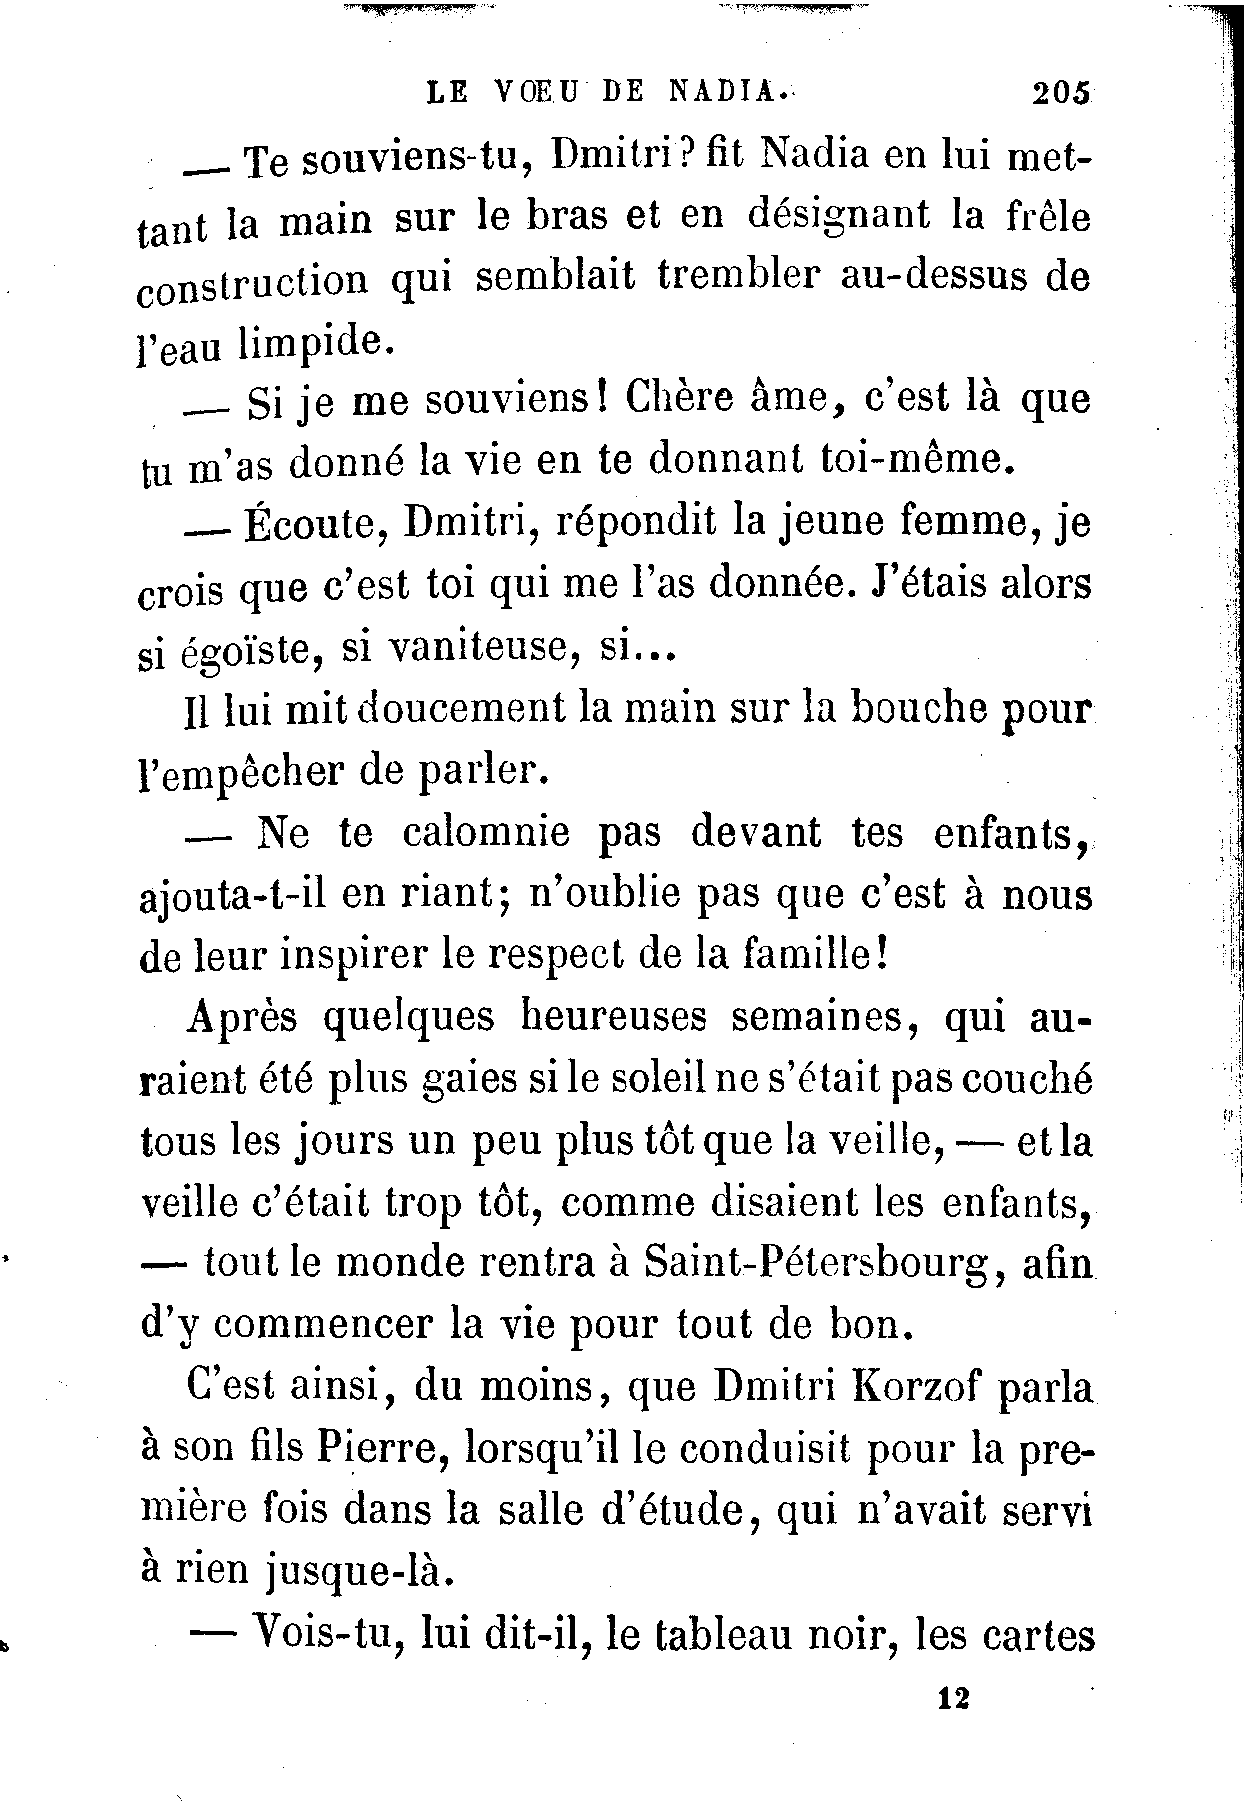 LE VŒU DE NADIA. 205
— Te souviens-tu, Dmitri? fit Nadia en lui met-
tant la main sur le bras et en désignant la frêle
construction qui semblait trembler au-dessus de
l'eau limpide.
— Si je me souviens! Chère âme, c'est là que
tu m'as donné la vie en te donnant toi-même.
— Écoute, Dmitri, répondit la jeune femme, je
crois que c'est toi qui me l'as donnée. J'étais alors
si égoïste, si vaniteuse, si...
Il lui mit doucement la main sur la bouche pour
l'empêcher de parler.
— Ne te calomnie pas devant tes enfants,
ajouta-t-il en riant; n'oublie pas que c'est à nous
de leur inspirer le respect de la famille!
Après quelques heureuses semaines, qui au-
raient été plus gaies si le soleil ne s'était pas couché
tous les jours un peu plus tôt que la veille, — et la
veille c'était trop tôt, comme disaient les enfants,
— tout le monde rentra à Saint-Pétersbourg, afin
d'y commencer la vie pour tout de bon.
C'est ainsi, du moins, que Dmitri Korzof parla
à son fils Pierre, lorsqu'il le conduisit pour la pre-
mière fois dans la salle d'étude, qui n'avait servi
à rien jusque-là.
— Vois-tu, lui dit-il, le tableau noir, les cartes
12